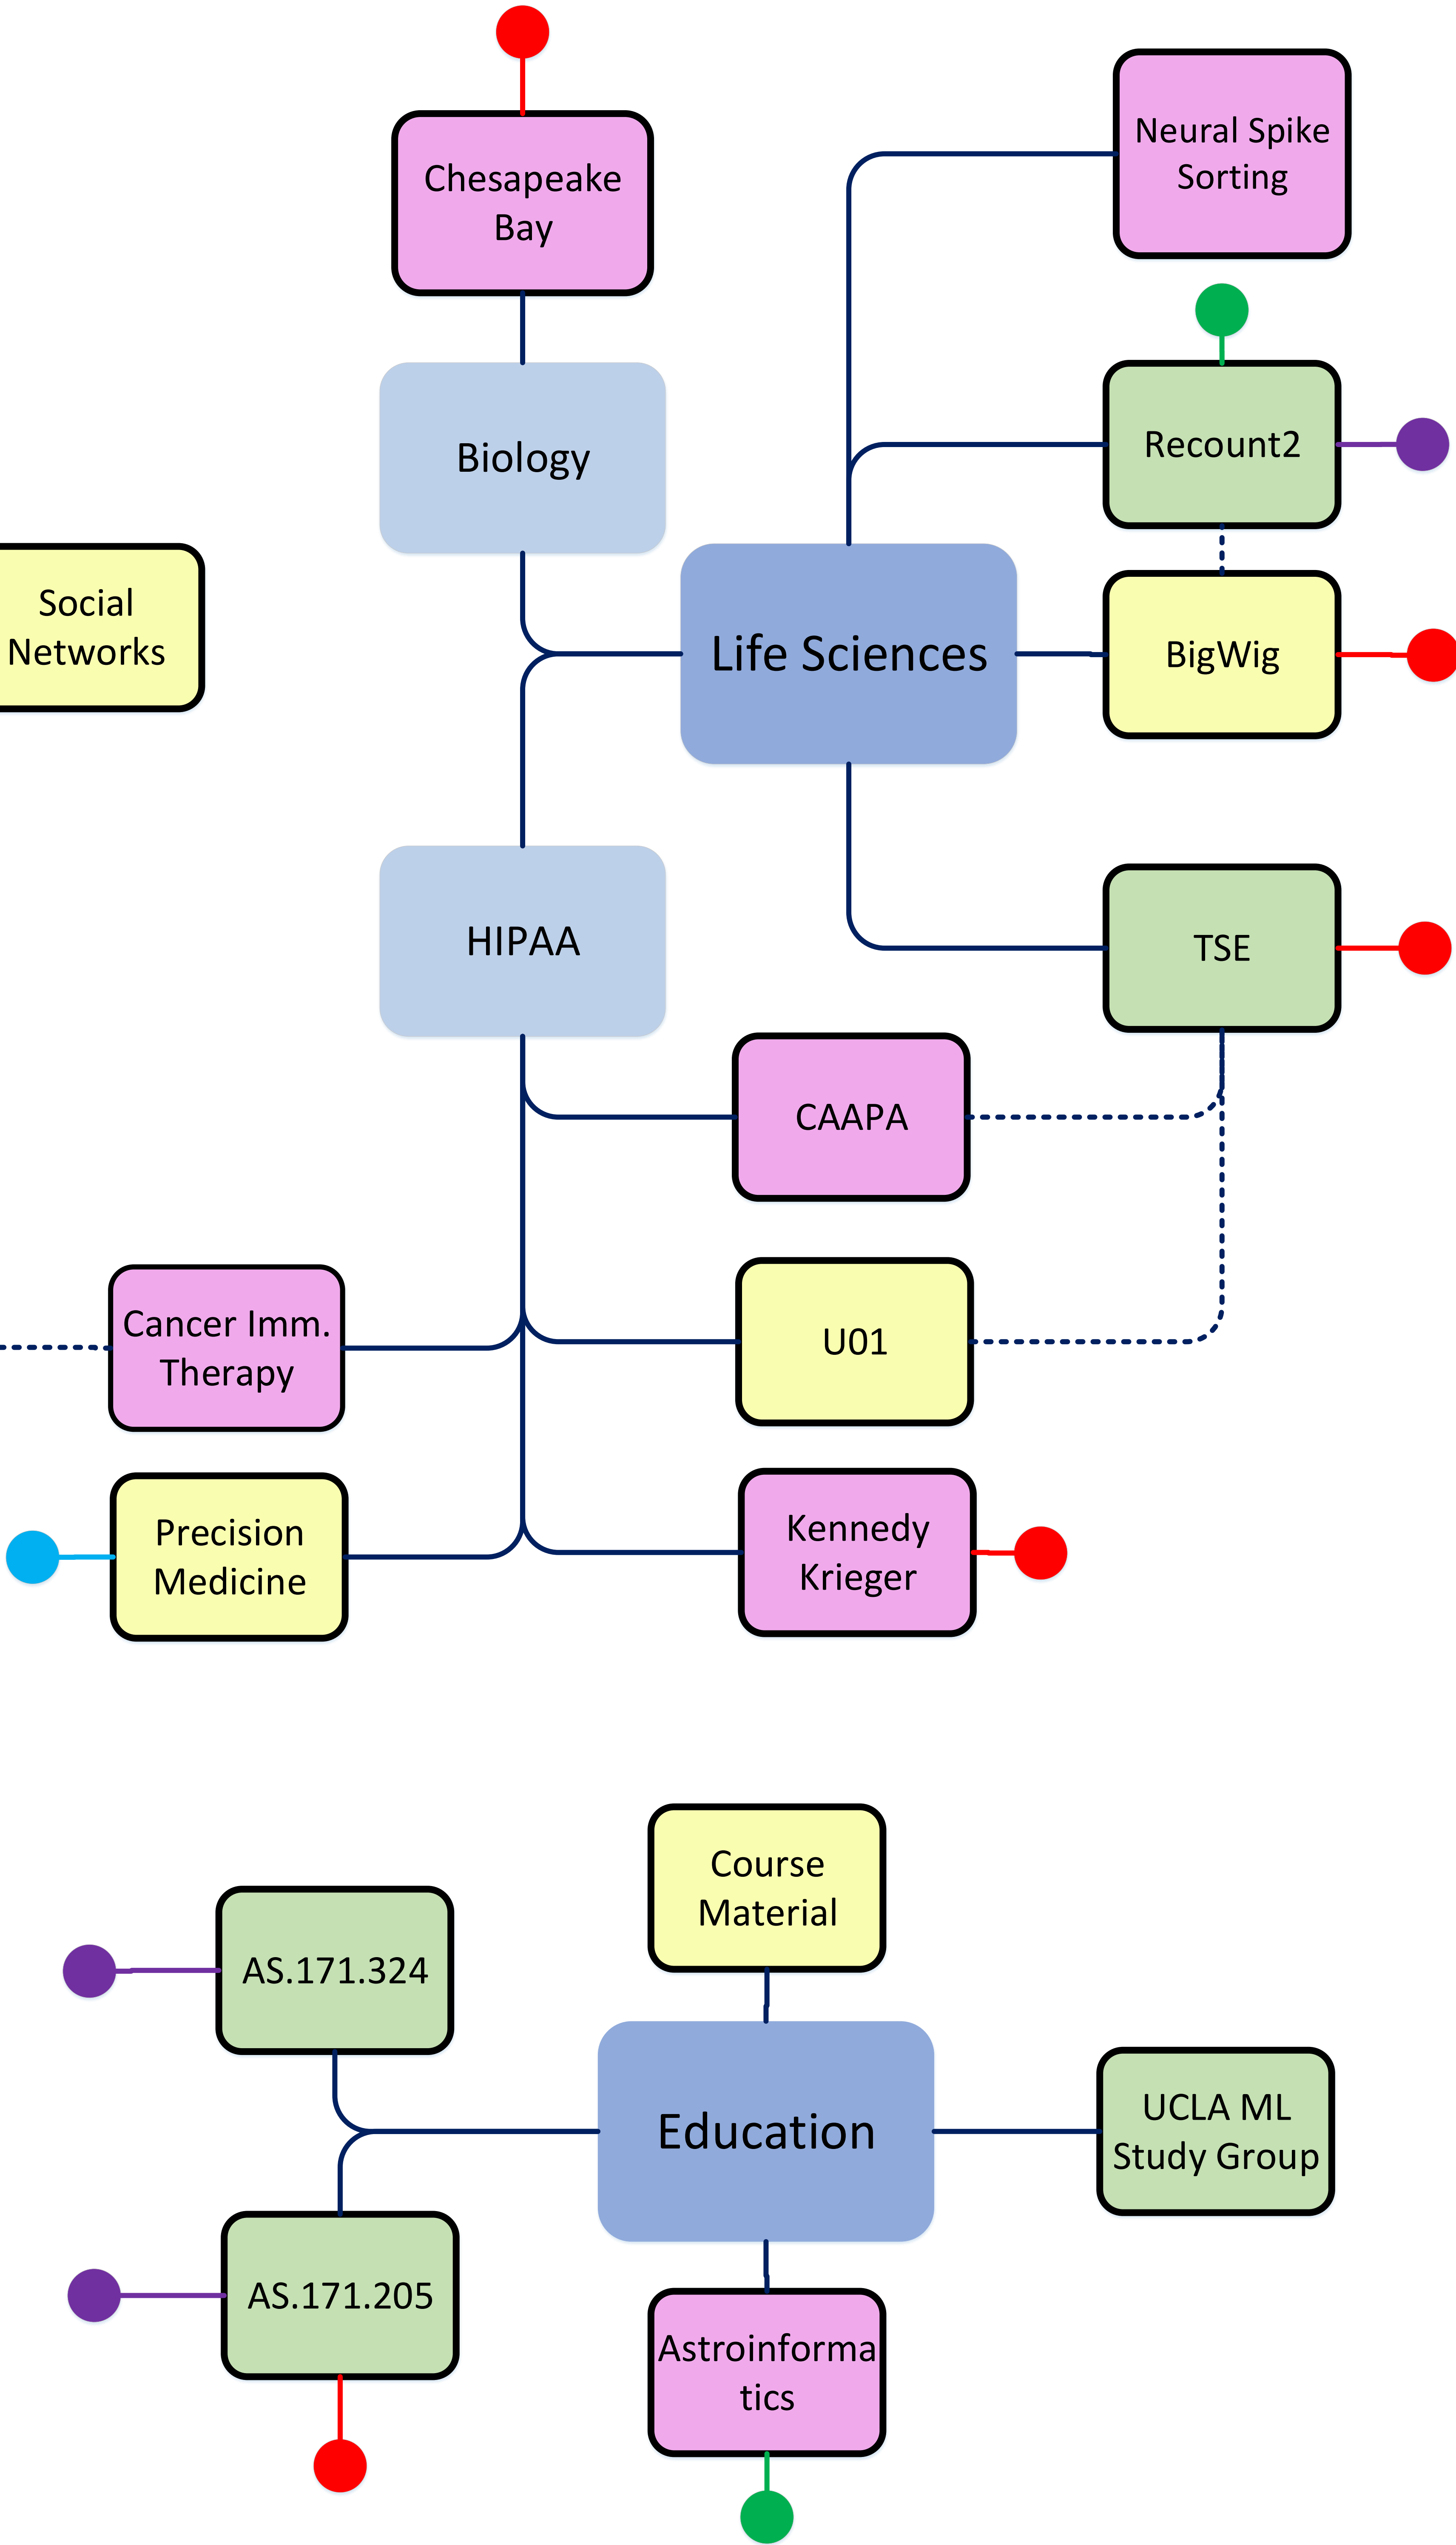 Chesapeake
Bay
Neural Spike
Sorting
Biology
Recount2
Social
Networks
Life Sciences
BigWig
HIPAA
TSE
CAAPA
Cancer Imm.
Therapy
U01
Precision
Medicine
Kennedy
Krieger
Course
Material
AS.171.324
Education
UCLA ML
Study Group
AS.171.205
Astroinforma
tics